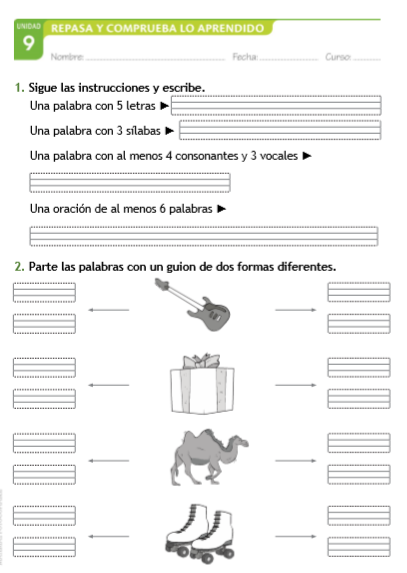 UNIDAD
9
REPASA Y COMPRUEBA LO APRENDIDO
Nombre: Fecha: Curso:
1. Sigue las instrucciones y escribe.
Una palabra con 5 letras ►
Una palabra con 3 sílabas ►
Una palabra con al menos 4 consonantes y 3 vocales ►
Una oración de al menos 6 palabras ►
2. Parte las palabras con un guion de dos formas diferentes.